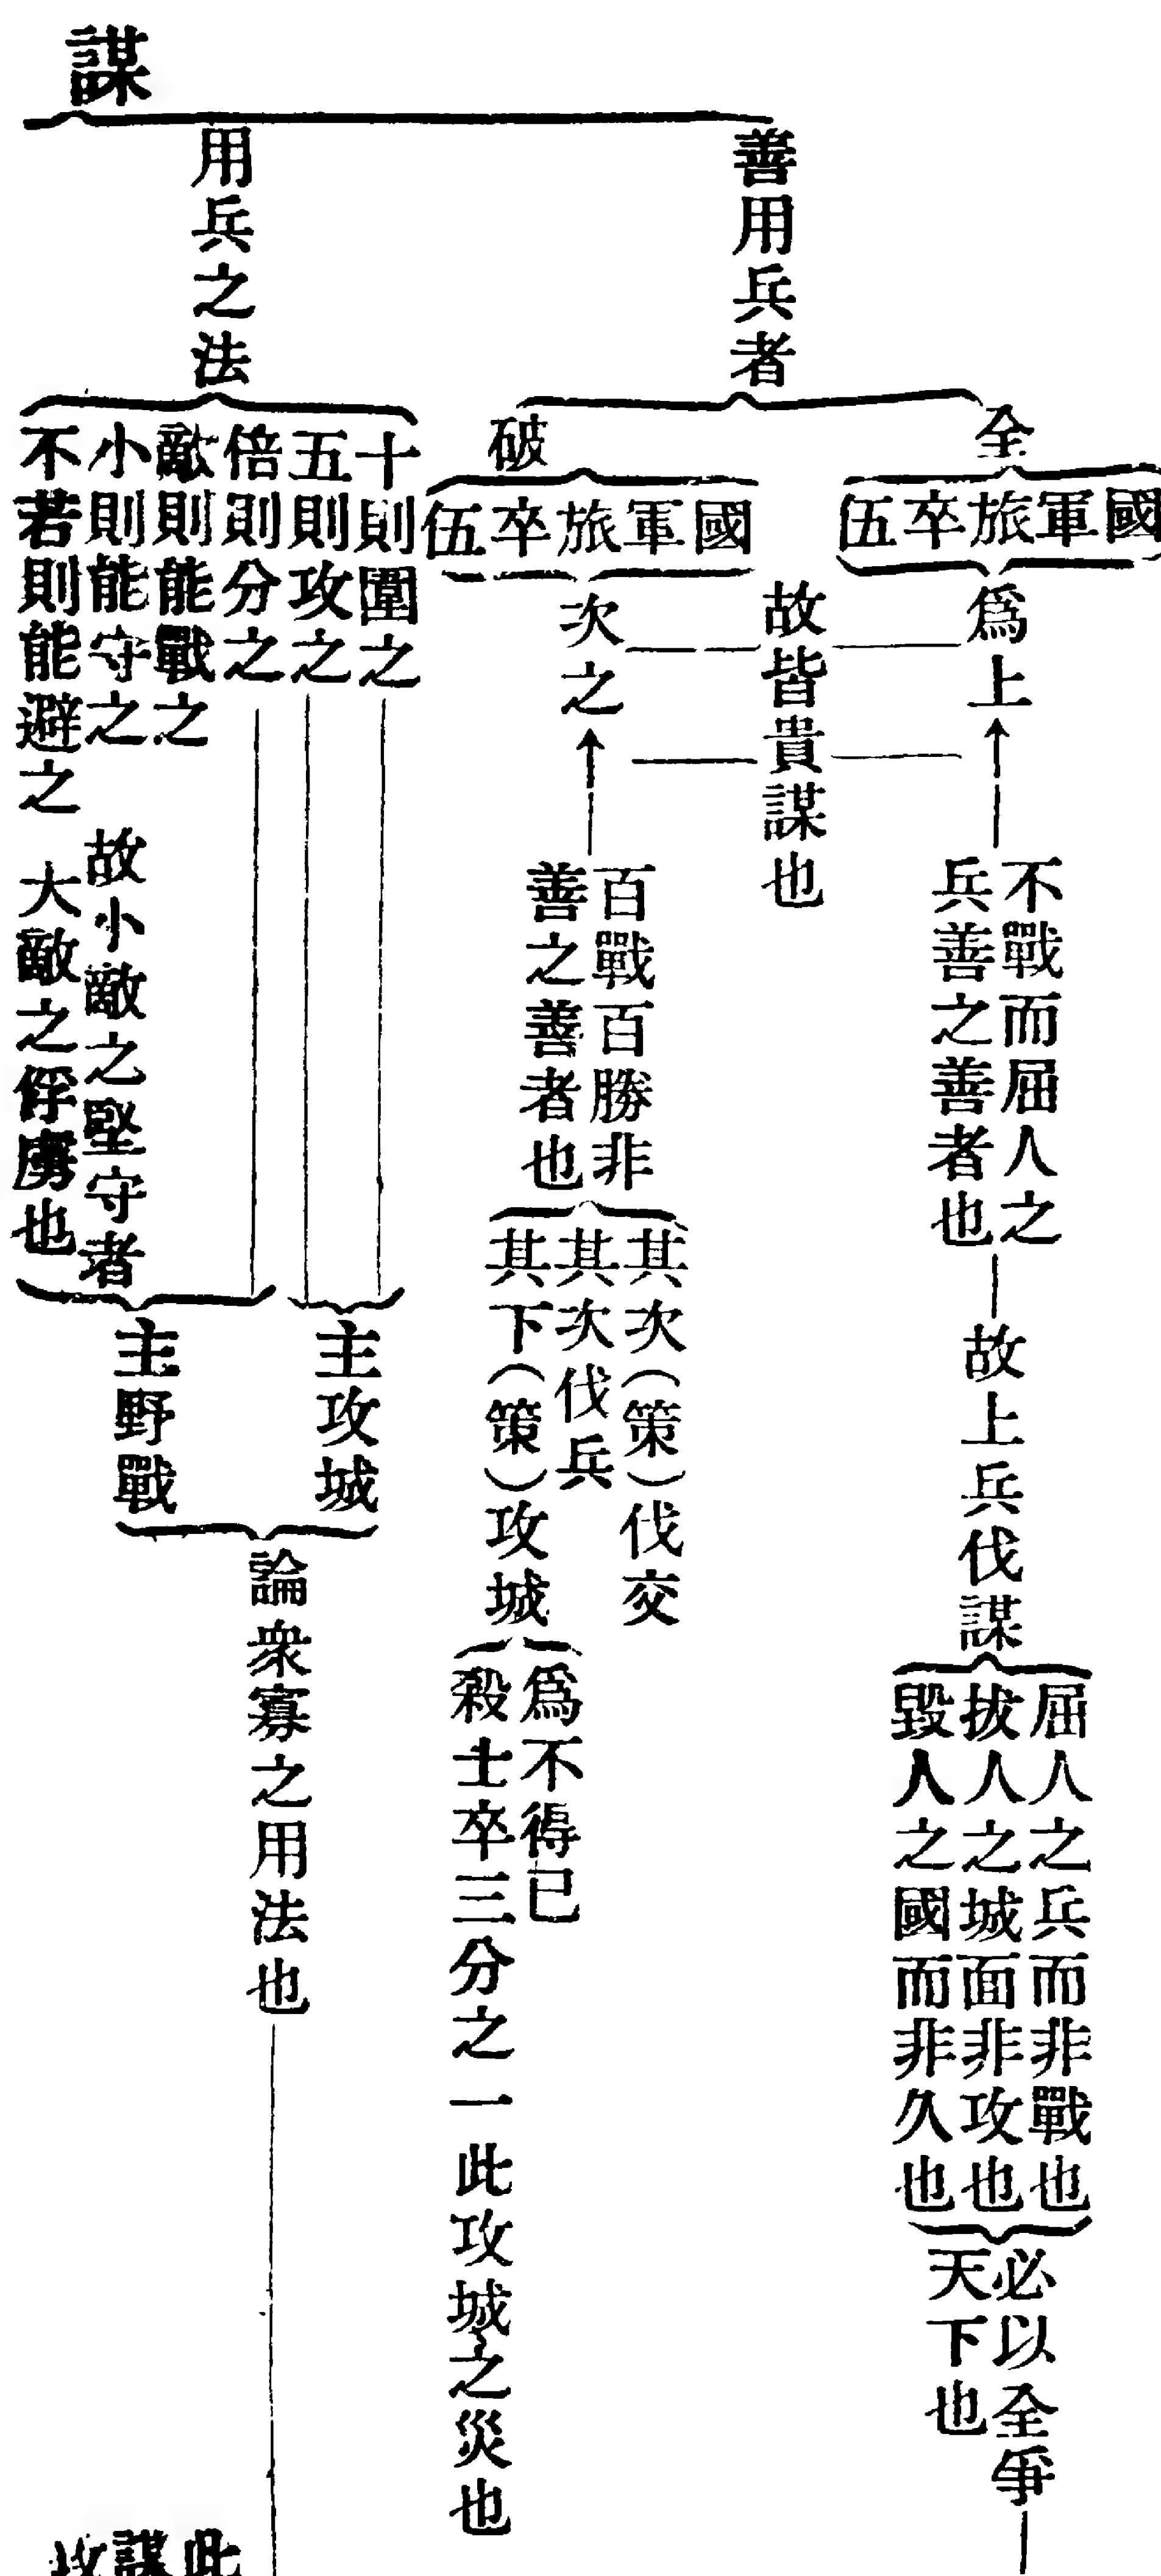 謀
善用兵者
全
國軍旅卒伍
爲上
不戰而屈人之
兵善之善者也
故上兵伐謀
屈人之兵而非戰也
拔人之城面非攻也
毀人之國而非久也
必以全爭
天下也
故皆貴謀也
破
國軍旅卒伍
次之
百戰百勝非
善之善者也
其次（策）伐交
其次伐兵
其下（策）攻城
爲不得已
殺士卒三分之一此攻城之災也
用兵之法
十則圍之
五則攻之
倍則分之
敵則能戰之
小則能守之
不若則能避之
故小敵之堅守者
大敵之俘虜也
主攻城
主野戰
論衆寡之用法也
此
謀
攻